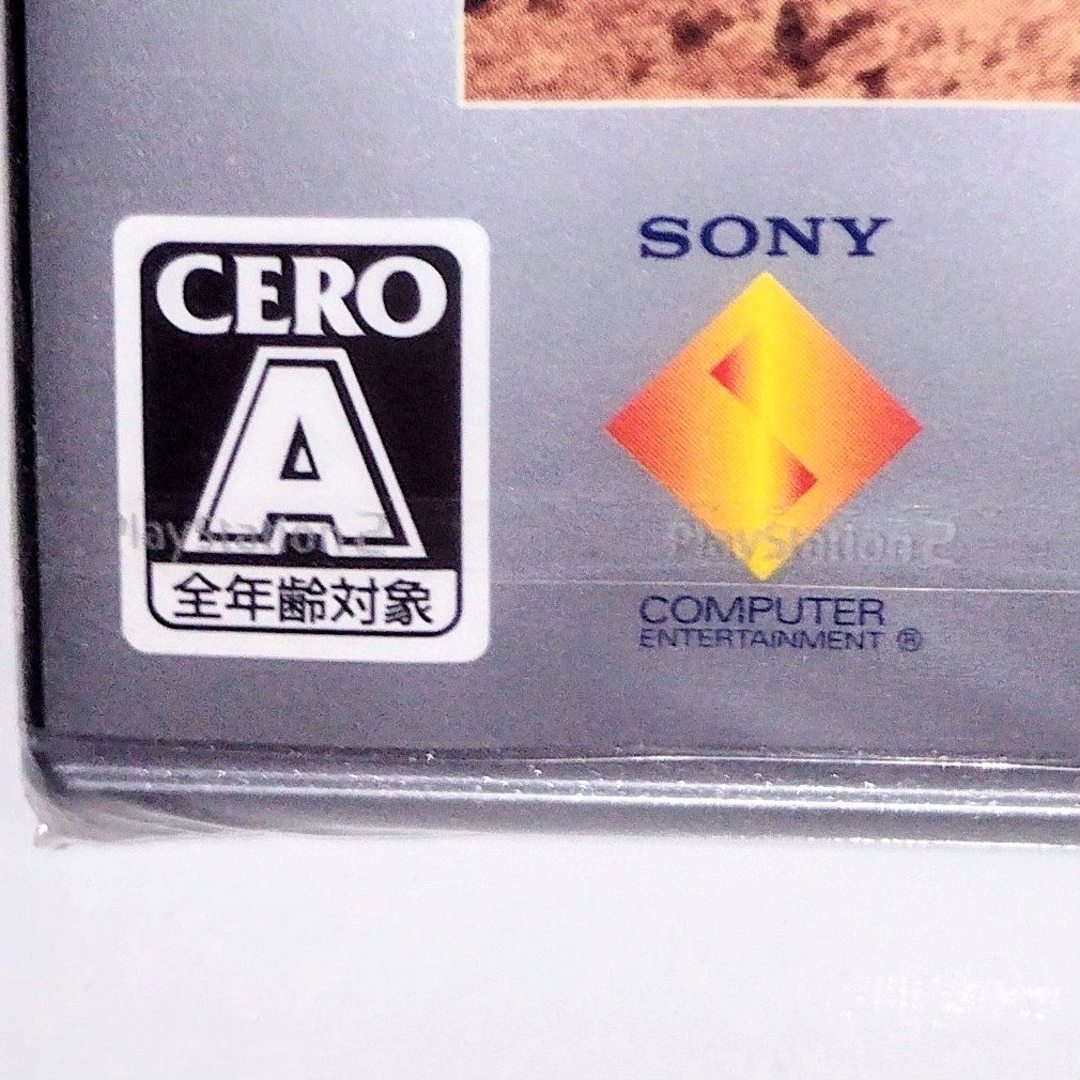 CERO
A
全年齢対象
SONY
COMPUTER
ENTERTAINMENT ®
PlayStation 2
PlayStation 2